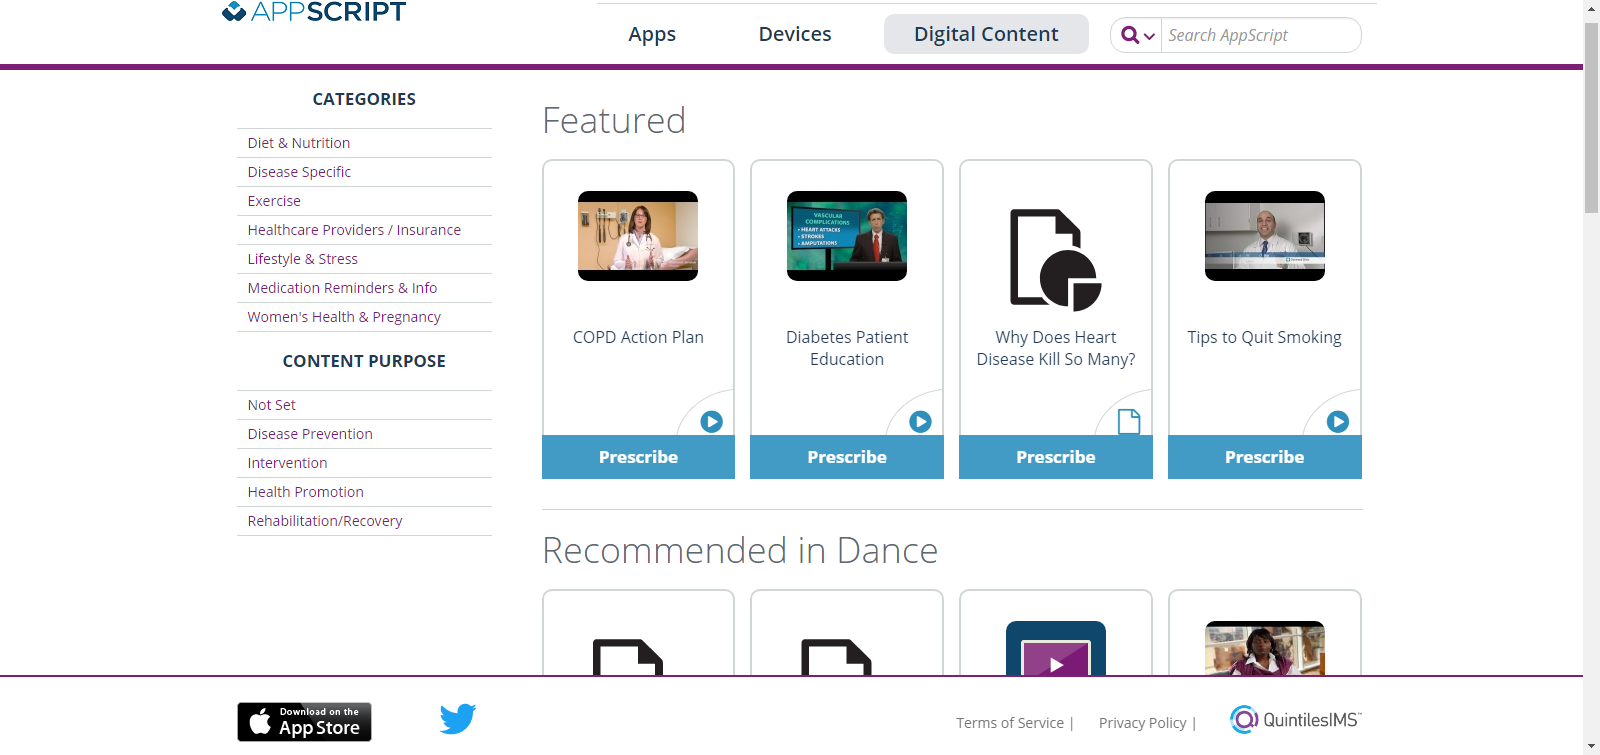 APPSCRIPT
Apps
Devices
Digital Content
Search AppScript
CATEGORIES
Diet & Nutrition
Disease Specific
Exercise
Healthcare Providers / Insurance
Lifestyle & Stress
Medication Reminders & Info
Women's Health & Pregnancy
CONTENT PURPOSE
Not Set
Disease Prevention
Intervention
Health Promotion
Rehabilitation/Recovery
Featured
COPD Action Plan
Prescribe
VASCULAR
COMPLICATIONS
• HEART ATTACKS
• STROKES
• AMPUTATIONS
Diabetes Patient
Education
Prescribe
Why Does Heart
Disease Kill So Many?
Prescribe
Tips to Quit Smoking
Prescribe
Recommended in Dance
Download on the
App Store
Terms of Service |
Privacy Policy |
QuintilesIMS™